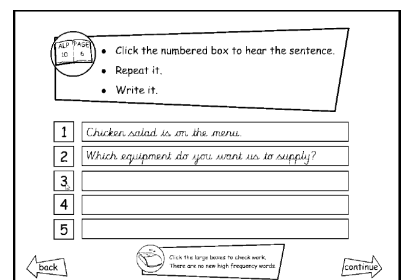 ALP PAGE
10 6
• Click the numbered box to hear the sentence.
• Repeat it.
• Write it.
1 Chicken salad is on the menu.
2 Which equipment do you want us to supply?
3
4
5
Click the large boxes to check work.
There are no new high frequency words
back
continue